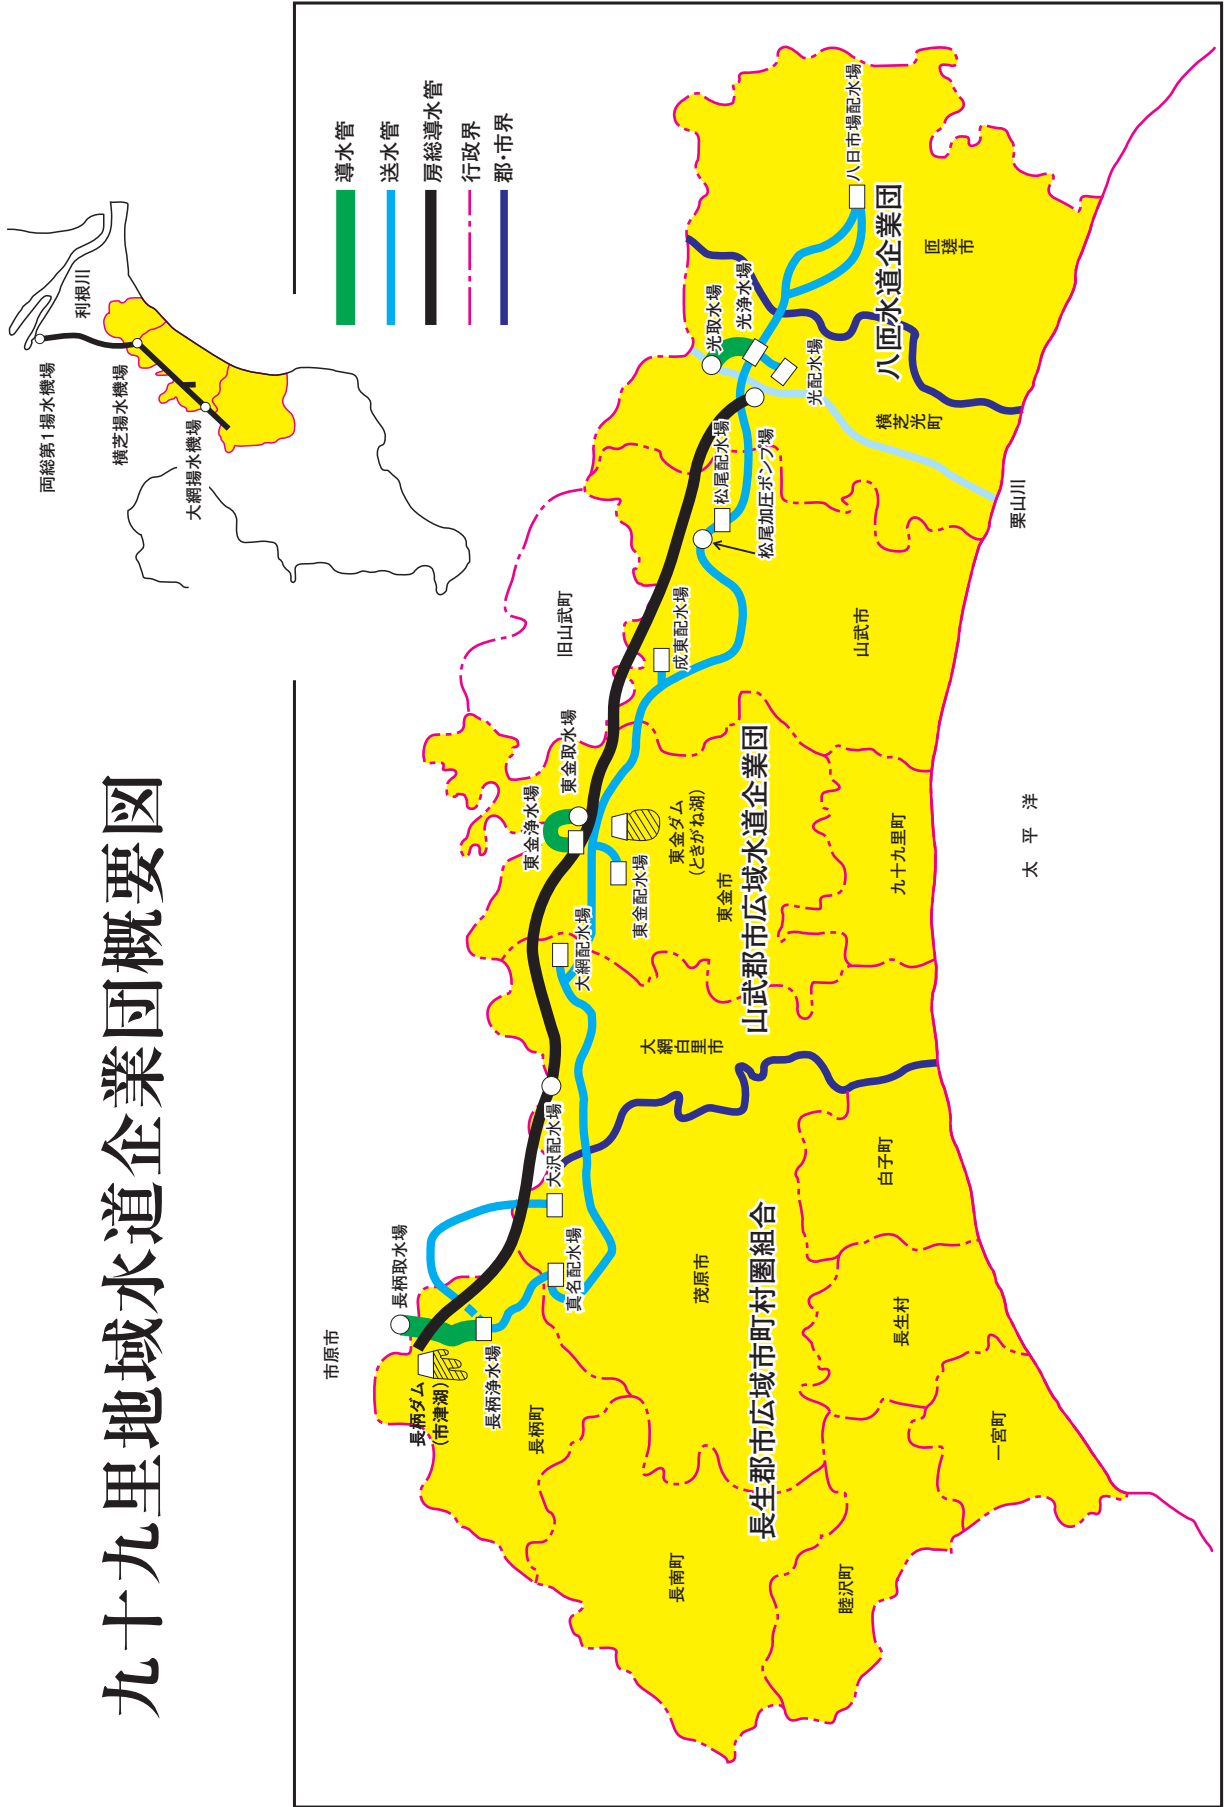 九十九里地域水道企業団概要図
両総第1揚水機場
利根川
横芝揚水機場
大網揚水機場
導水管
送水管
房総導水管
行政界
郡・市界
市原市
長柄取水場
長柄ダム
(市津湖)
長柄浄水場
長柄町
真名配水場
大沢配水場
大網配水場
東金浄水場
東金取水場
東金配水場
東金ダム
(ときがね湖)
旧山武町
成東配水場
松尾配水場
松尾加圧ポンプ場
光取水場
光浄水場
光配水場
八日市場配水場
八匝水道企業団
匝瑳市
横芝光町
栗山川
山武市
山武郡市広域水道企業団
東金市
九十九里町
大網白里市
長生郡市広域市町村圏組合
茂原市
白子町
長生村
一宮町
長南町
睦沢町
太平洋